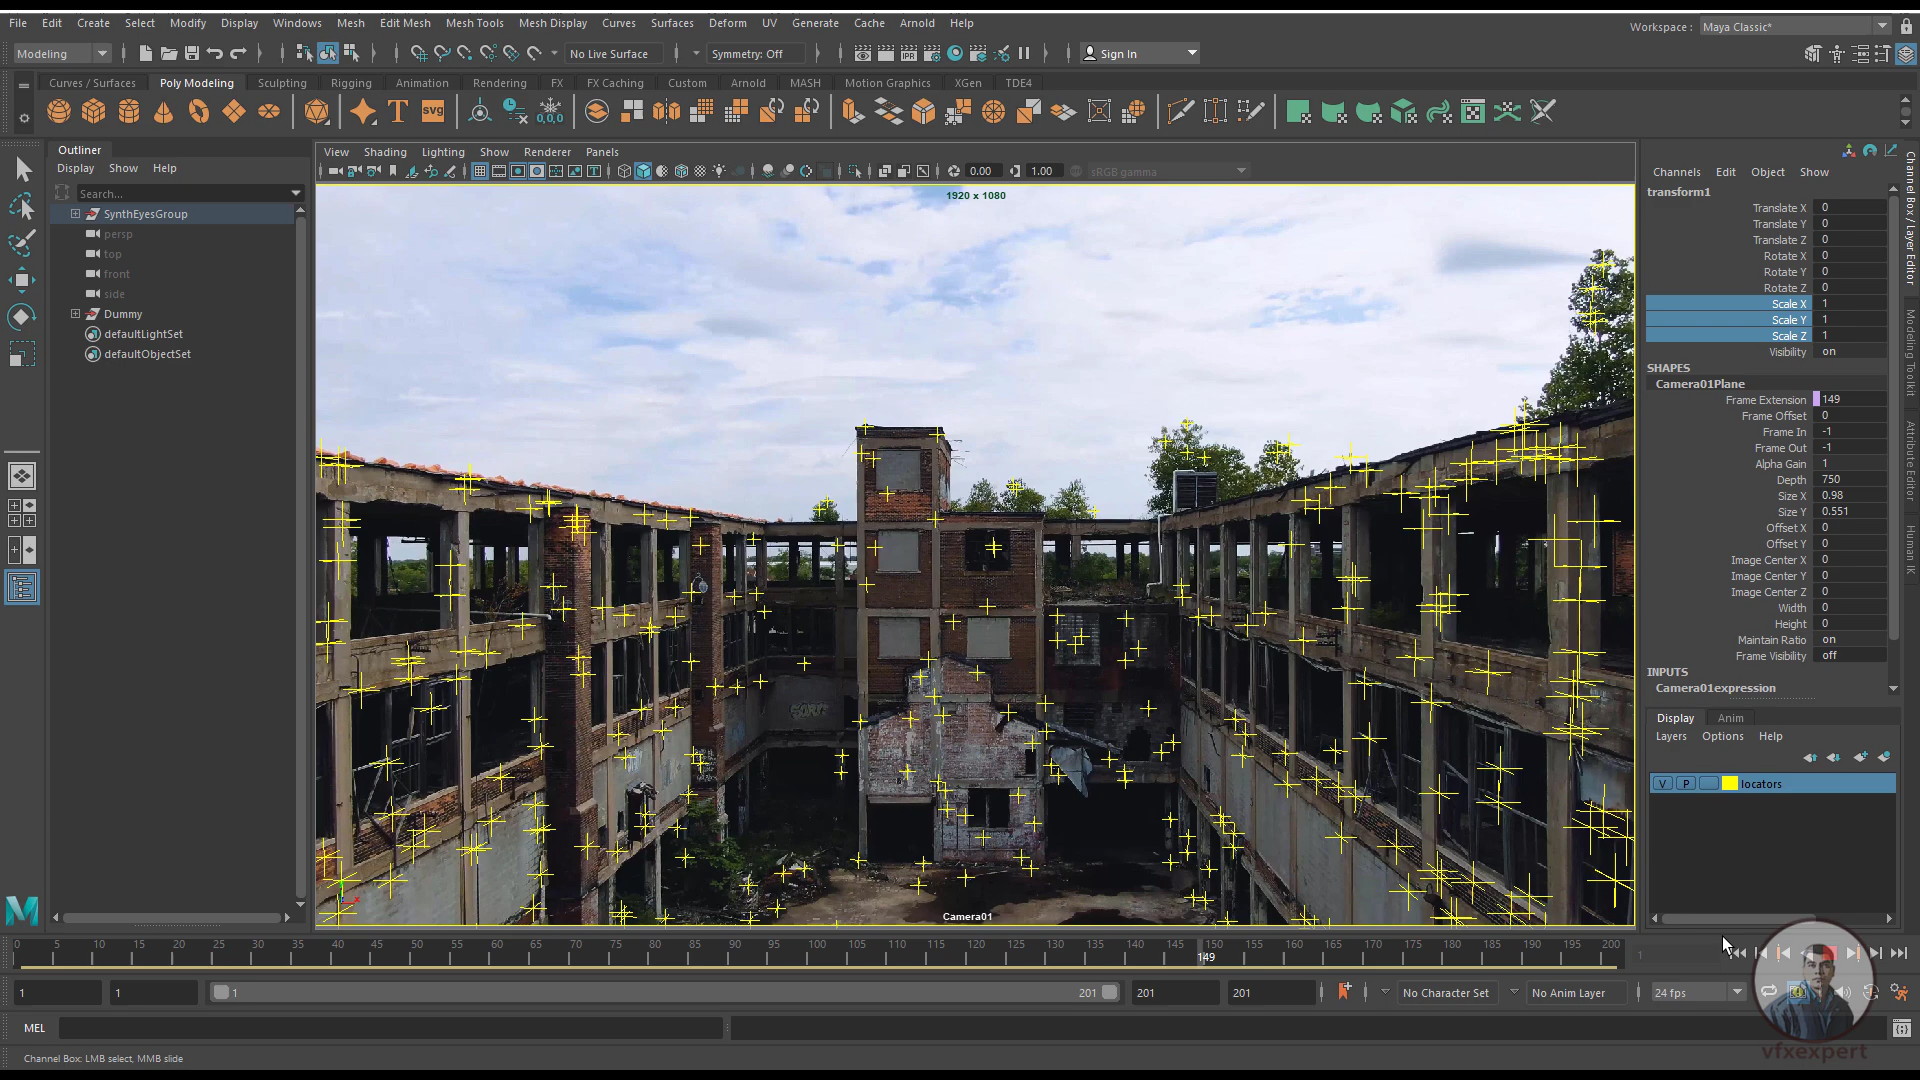 File Edit Create Select Modify Display Windows Mesh Edit Mesh Mesh Tools Mesh Display Curves Surfaces Deform UV Generate Cache Arnold Help
Workspace : Maya Classic*
Modeling No Live Surface Symmetry: Off Sign In
Curves / Surfaces Poly Modeling Sculpting Rigging Animation Rendering FX FX Caching Custom Arnold MASH Motion Graphics XGen TDE4
Outliner
Display Show Help
Search...
SynthEyesGroup
persp
top
front
side
Dummy
defaultLightSet
defaultObjectSet
View Shading Lighting Show Renderer Panels
0.00 1.00 sRGB gamma
1920 x 1080
Camera01
Channels Edit Object Show
transform1
Translate X 0
Translate Y 0
Translate Z 0
Rotate X 0
Rotate Y 0
Rotate Z 0
Scale X 1
Scale Y 1
Scale Z 1
Visibility on
SHAPES
Camera01Plane
Frame Extension 149
Frame Offset 0
Frame In -1
Frame Out -1
Alpha Gain 1
Depth 750
Size X 0.98
Size Y 0.551
Offset X 0
Offset Y 0
Image Center X 0
Image Center Y 0
Image Center Z 0
Width 0
Height 0
Maintain Ratio on
Frame Visibility off
INPUTS
Camera01expression
Display Anim
Layers Options Help
V P locators
Channel Box / Layer Editor
Modeling Toolkit
Attribute Editor
Human IK
0 5 10 15 20 25 30 35 40 45 50 55 60 65 70 75 80 85 90 95 100 105 110 115 120 125 130 135 140 145 150 155 160 165 170 175 180 185 190 195 200
149
1
1 1 1 201 201 201 No Character Set No Anim Layer 24 fps
MEL
Channel Box: LMB select, MMB slide
vfxexpert